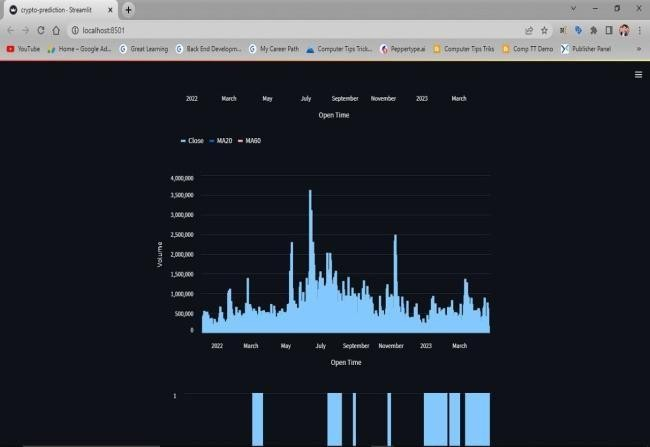 crypto-prediction - Streamlit
localhost:8501
YouTube
Home – Google Ad...
Great Learning
Back End Developm...
My Career Path
Computer Tips Trick...
Peppertype.ai
Computer Tips Triks
Comp TT Demo
Publisher Panel
»
2022 March May July September November 2023 March
Open Time
Close MA20 MA60
4,000,000
3,500,000
3,000,000
2,500,000
2,000,000
1,500,000
1,000,000
500,000
0
Volume
2022 March May July September November 2023 March
Open Time
1